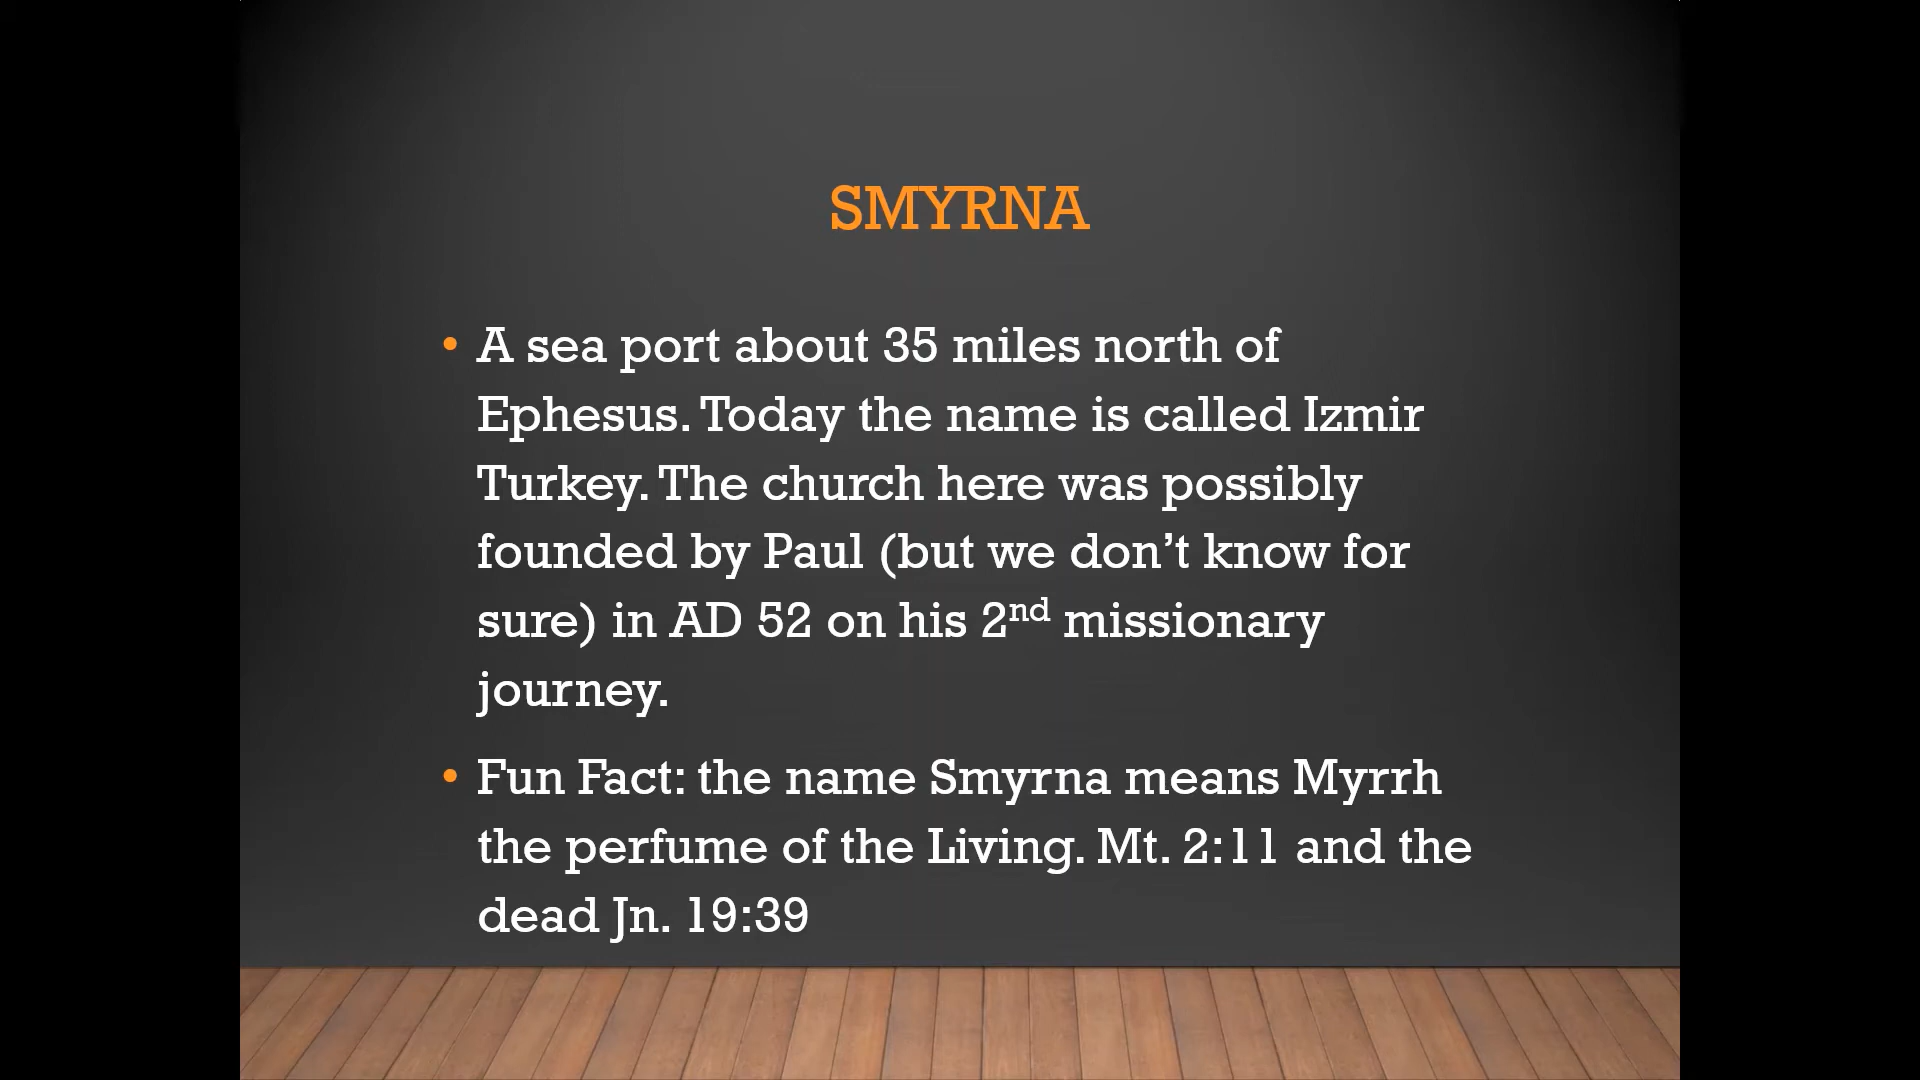 SMYRNA
• A sea port about 35 miles north of
Ephesus. Today the name is called Izmir
Turkey. The church here was possibly
founded by Paul (but we don’t know for
sure) in AD 52 on his 2nd missionary
journey.
• Fun Fact: the name Smyrna means Myrrh
the perfume of the Living. Mt. 2:11 and the
dead Jn. 19:39